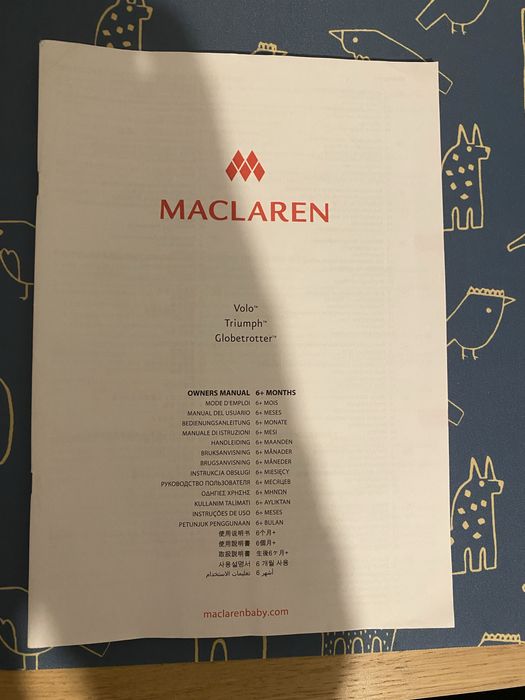 MACLAREN
Volo™
Triumph™
Globetrotter™
OWNERS MANUAL 6+ MONTHS
MODE D'EMPLOI 6+ MOIS
MANUAL DEL USUARIO 6+ MESES
BEDIENUNGSANLEITUNG 6+ MONATE
MANUALE DI ISTRUZIONI 6+ MESI
HANDLEIDING 6+ MAANDEN
BRUKSANVISNING 6+ MÅNADER
BRUGSANVISNING 6+ MÅNEDER
INSTRUKCJA OBSŁUGI 6+ MIESIĘCY
РУКОВОДСТВО ПОЛЬЗОВАТЕЛЯ 6+ МЕСЯЦЕВ
ΟΔΗΓΙΕΣ ΧΡΗΣΗΣ 6+ ΜΗΝΩΝ
KULLANIM TALİMATI 6+ AYLIKTAN
INSTRUÇÕES DE USO 6+ MESES
PETUNJUK PENGGUNAAN 6+ BULAN
使用说明书 6个月+
使用說明書 6個月+
取扱説明書 生後6ヶ月+
사용설명서 6 개월 사용
تعليمات الاستخدام 6 أشهر
maclarenbaby.com